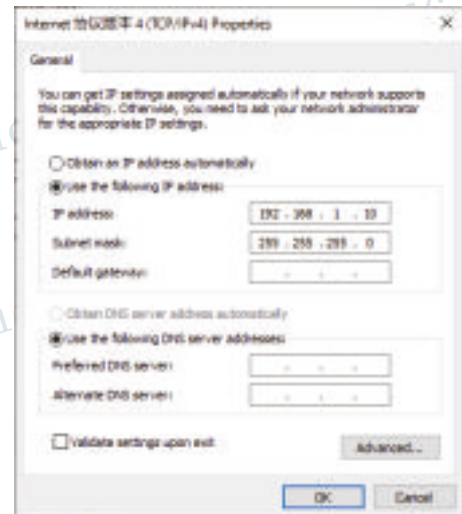 Internet 协议版本 4 (TCP/IPv4) Properties
General
You can get IP settings assigned automatically if your network supports
this capability. Otherwise, you need to ask your network administrator
for the appropriate IP settings.
Obtain an IP address automatically
Use the following IP address:
IP address: 192 . 168 . 1 . 10
Subnet mask: 255 . 255 . 255 . 0
Default gateway: . . .
Obtain DNS server address automatically
Use the following DNS server addresses:
Preferred DNS server: . . .
Alternate DNS server: . . .
Validate settings upon exit
Advanced...
OK Cancel